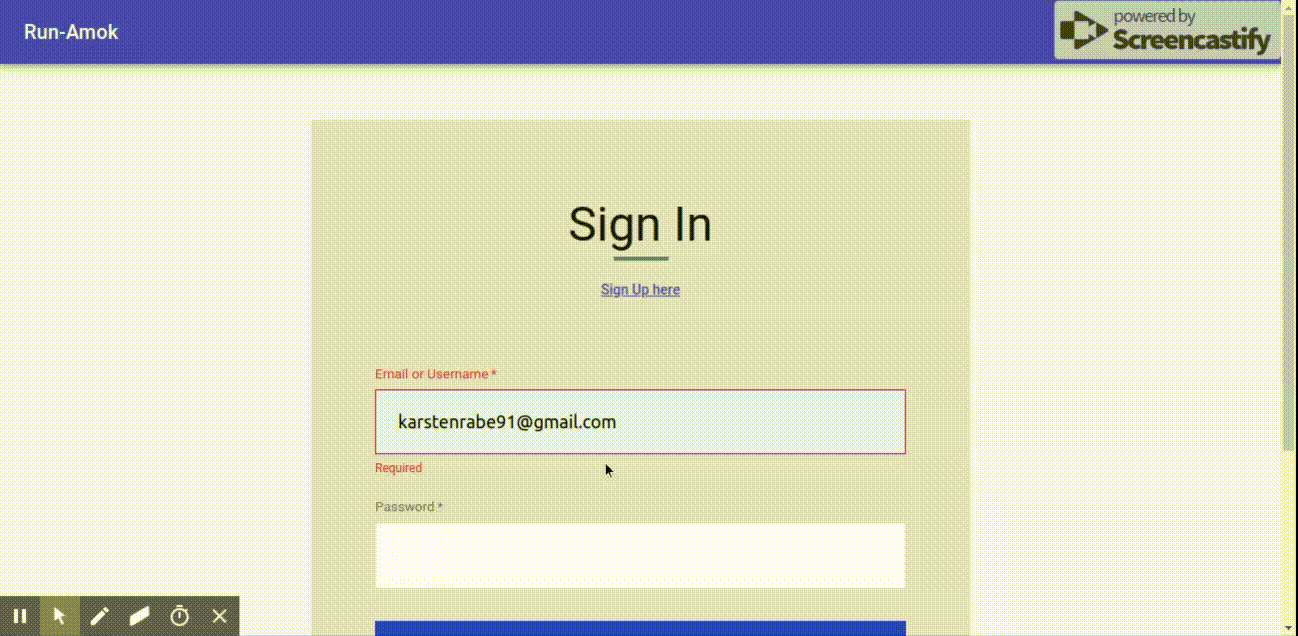 Run-Amok
powered by
Screencastify
Sign In
Sign Up here
Email or Username *
karstenrabe91@gmail.com
Required
Password *